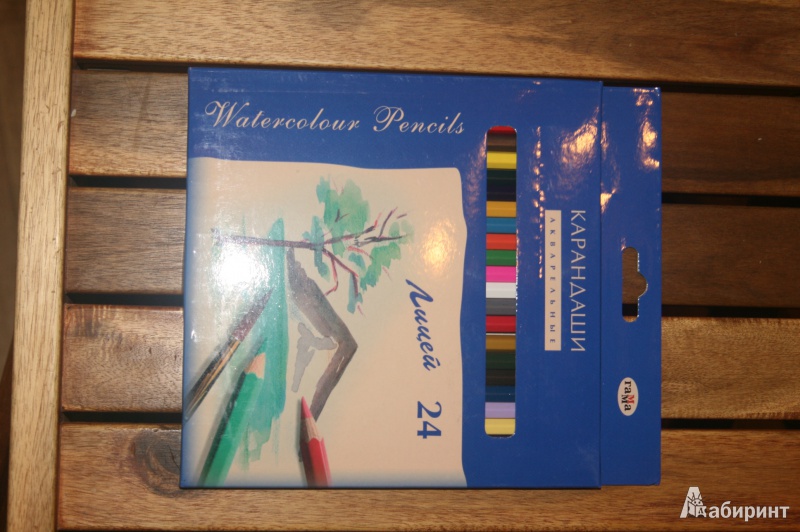 Watercolour Pencils
КАРАНДАШИ
АКВАРЕЛЬНЫЕ
Лицей
24
гамма
Лабиринт